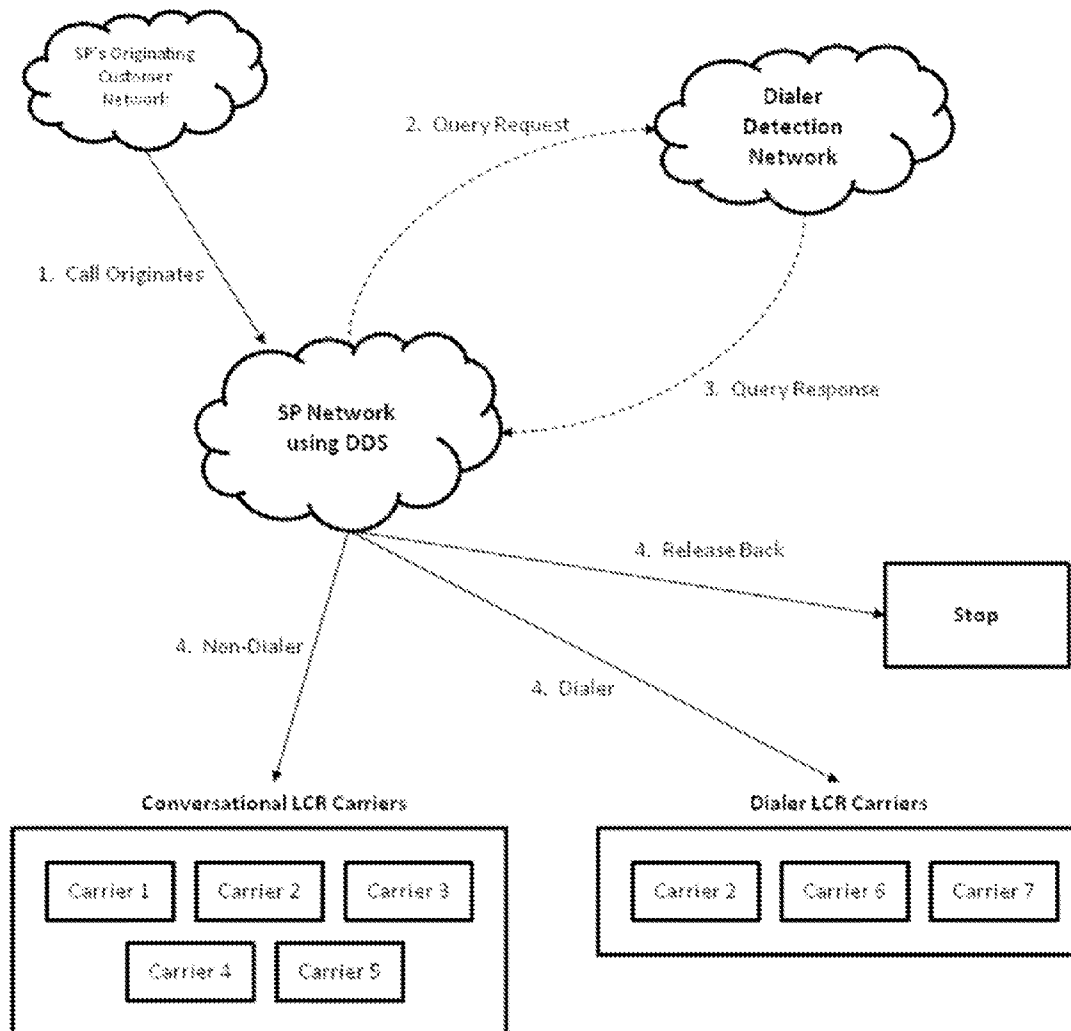 SP's Originating
Customer
Network
Dialer
Detection
Network
2. Query Request
1. Call Originates
3. Query Response
SP Network
using DDS
4. Release Back
Stop
4. Non-Dialer
4. Dialer
Conversational LCR Carriers
Dialer LCR Carriers
Carrier 1
Carrier 2
Carrier 3
Carrier 2
Carrier 6
Carrier 7
Carrier 4
Carrier 5